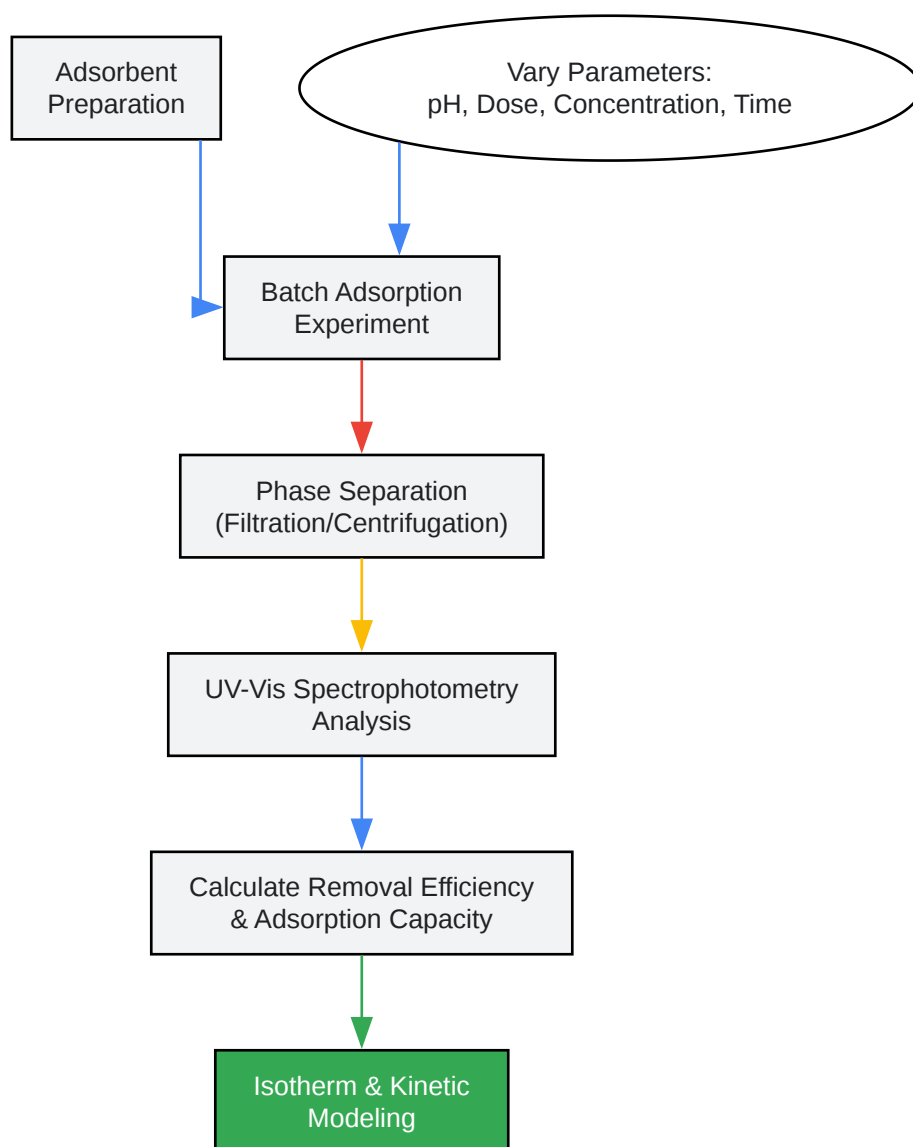 Adsorbent
Preparation
Vary Parameters:
pH, Dose, Concentration, Time
Batch Adsorption
Experiment
Phase Separation
(Filtration/Centrifugation)
UV-Vis Spectrophotometry
Analysis
Calculate Removal Efficiency
& Adsorption Capacity
Isotherm & Kinetic
Modeling